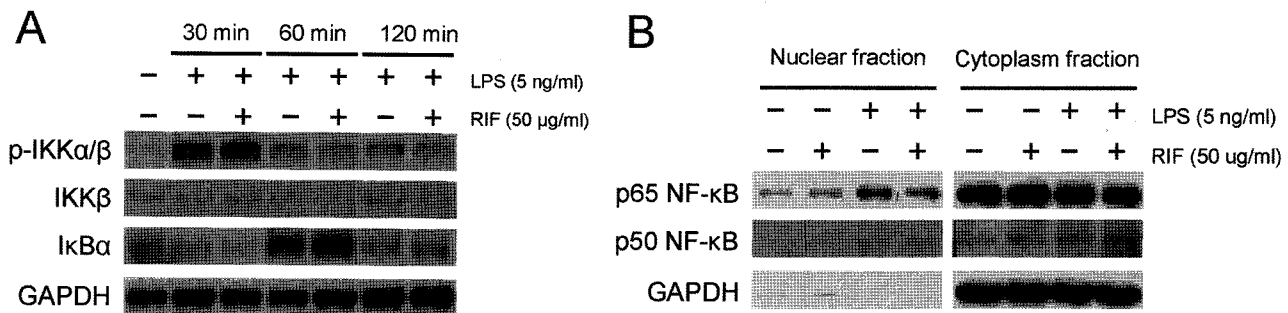 A
30 min 60 min 120 min
− + + + + + + LPS (5 ng/ml)
− − + − + − + RIF (50 µg/ml)
p-IKKα/β
IKKβ
IκBα
GAPDH
B
Nuclear fraction Cytoplasm fraction
− − + + − − + + LPS (5 ng/ml)
− + − + − + − + RIF (50 ug/ml)
p65 NF-κB
p50 NF-κB
GAPDH